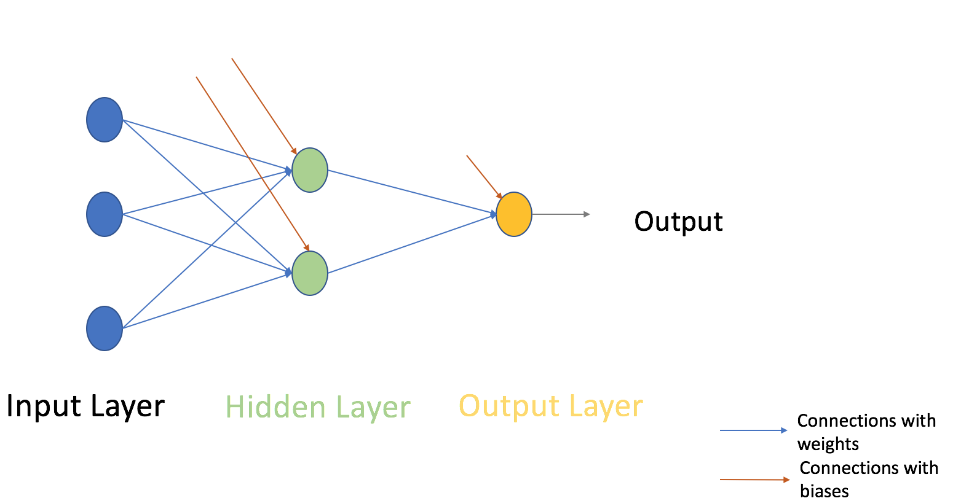 Output
Input Layer
Hidden Layer
Output Layer
Connections with
weights
Connections with
biases